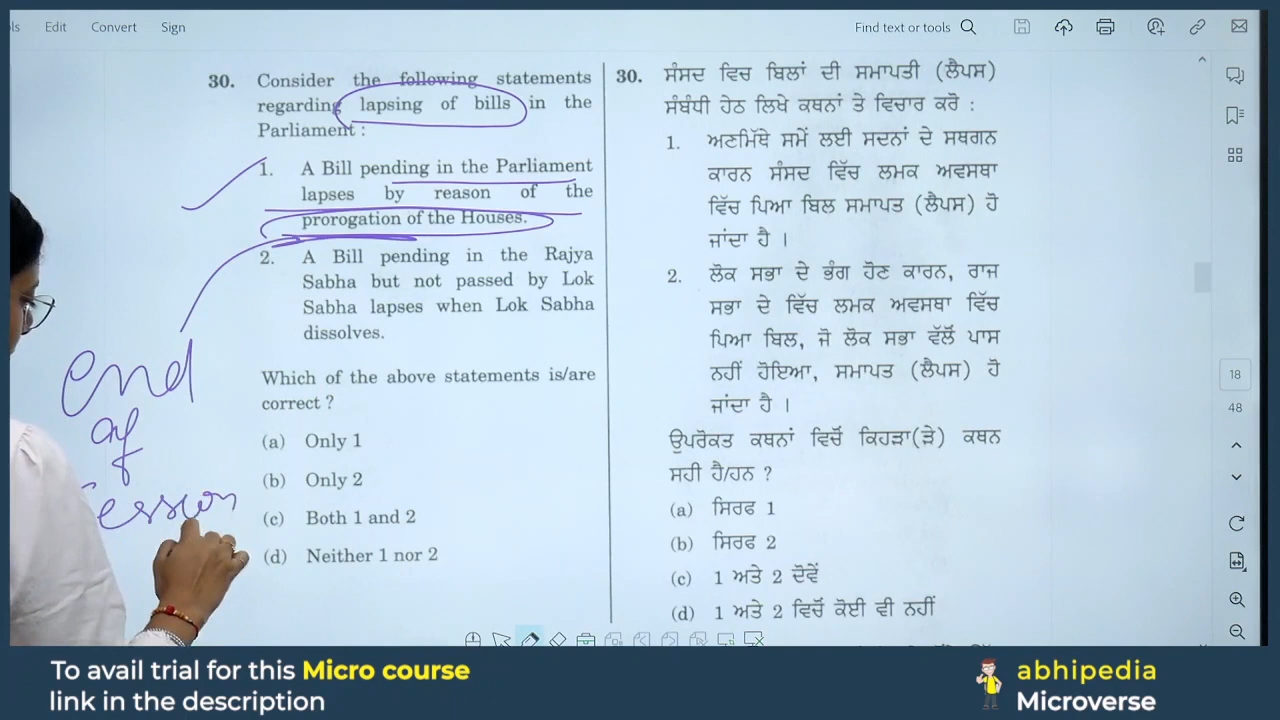 ols Edit Convert Sign
Find text or tools
30. Consider the following statements
regarding lapsing of bills in the
Parliament :
1. A Bill pending in the Parliament
lapses by reason of the
prorogation of the Houses.
2. A Bill pending in the Rajya
Sabha but not passed by Lok
Sabha lapses when Lok Sabha
dissolves.
Which of the above statements is/are
correct ?
(a) Only 1
(b) Only 2
(c) Both 1 and 2
(d) Neither 1 nor 2
end
of
session
30. ਸੰਸਦ ਵਿਚ ਬਿਲਾਂ ਦੀ ਸਮਾਪਤੀ (ਲੈਪਸ)
ਸੰਬੰਧੀ ਹੇਠ ਲਿਖੇ ਕਥਨਾਂ ਤੇ ਵਿਚਾਰ ਕਰੋ :
1. ਅਣਮਿੱਥੇ ਸਮੇਂ ਲਈ ਸਦਨਾਂ ਦੇ ਸਥਗਨ
ਕਾਰਨ ਸੰਸਦ ਵਿੱਚ ਲਮਕ ਅਵਸਥਾ
ਵਿੱਚ ਪਿਆ ਬਿਲ ਸਮਾਪਤ (ਲੈਪਸ) ਹੋ
ਜਾਂਦਾ ਹੈ ।
2. ਲੋਕ ਸਭਾ ਦੇ ਭੰਗ ਹੋਣ ਕਾਰਨ, ਰਾਜ
ਸਭਾ ਦੇ ਵਿੱਚ ਲਮਕ ਅਵਸਥਾ ਵਿੱਚ
ਪਿਆ ਬਿਲ, ਜੋ ਲੋਕ ਸਭਾ ਵੱਲੋਂ ਪਾਸ
ਨਹੀਂ ਹੋਇਆ, ਸਮਾਪਤ (ਲੈਪਸ) ਹੋ
ਜਾਂਦਾ ਹੈ ।
ਉਪਰੋਕਤ ਕਥਨਾਂ ਵਿਚੋਂ ਕਿਹੜਾ(ੜੇ) ਕਥਨ
ਸਹੀ ਹੈ/ਹਨ ?
(a) ਸਿਰਫ 1
(b) ਸਿਰਫ 2
(c) 1 ਅਤੇ 2 ਦੋਵੇਂ
(d) 1 ਅਤੇ 2 ਵਿਚੋਂ ਕੋਈ ਵੀ ਨਹੀਂ
18
48
To avail trial for this Micro course
link in the description
abhipedia
Microverse